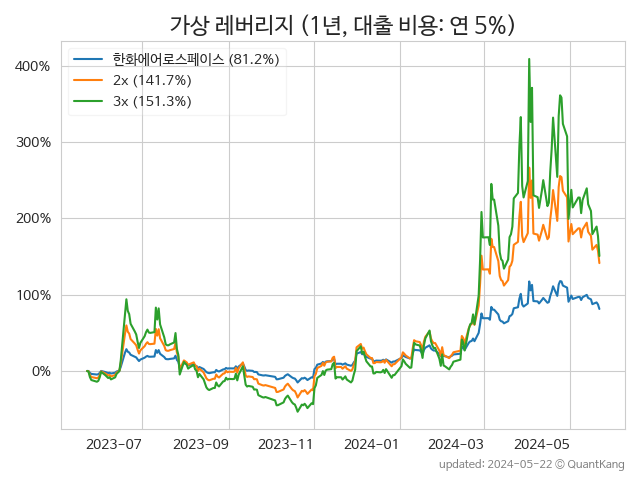 가상 레버리지 (1년, 대출 비용: 연 5%)
한화에어로스페이스 (81.2%)
2x (141.7%)
3x (151.3%)
400%
300%
200%
100%
0%
2023-07
2023-09
2023-11
2024-01
2024-03
2024-05
updated: 2024-05-22 © QuantKang